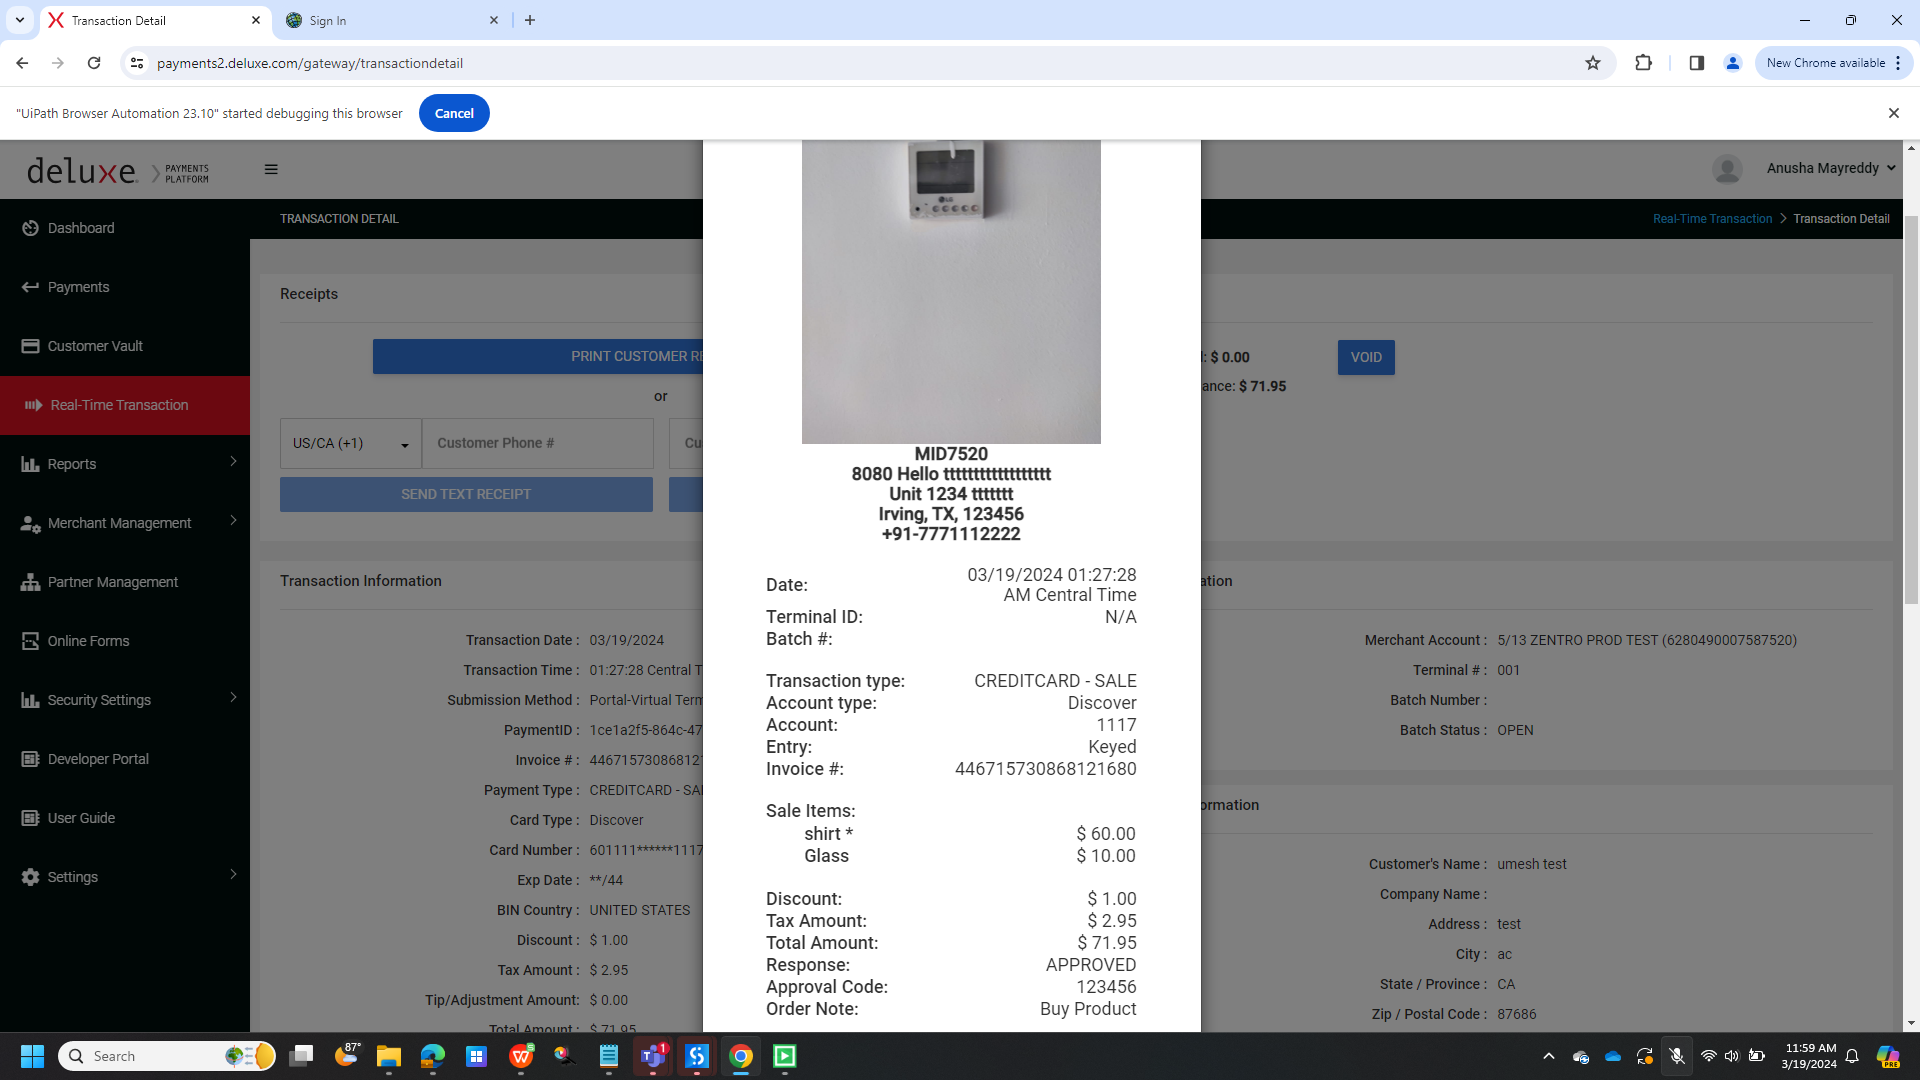 Transaction Detail
Sign In
payments2.deluxe.com/gateway/transactiondetail
New Chrome available
"UiPath Browser Automation 23.10" started debugging this browser
Cancel
deluxe. PAYMENTS PLATFORM
Anusha Mayreddy
Dashboard
Payments
Customer Vault
Real-Time Transaction
Reports
Merchant Management
Partner Management
Online Forms
Security Settings
Developer Portal
User Guide
Settings
TRANSACTION DETAIL
Real-Time Transaction > Transaction Detail
Receipts
PRINT CUSTOMER RE
or
US/CA (+1)
Customer Phone #
Cu
SEND TEXT RECEIPT
: $ 0.00
VOID
ance: $ 71.95
Transaction Information
Transaction Date : 03/19/2024
Transaction Time : 01:27:28 Central T
Submission Method : Portal-Virtual Term
PaymentID : 1ce1a2f5-864c-47
Invoice # : 446715730868121
Payment Type : CREDITCARD - SA
Card Type : Discover
Card Number : 601111******1117
Exp Date : **/44
BIN Country : UNITED STATES
Discount : $ 1.00
Tax Amount : $ 2.95
Tip/Adjustment Amount: $ 0.00
Total Amount : $ 71.95
LG
MID7520
8080 Hello tttttttttttttttttt
Unit 1234 ttttttt
Irving, TX, 123456
+91-7771112222
Date: 03/19/2024 01:27:28
AM Central Time
Terminal ID: N/A
Batch #:
Transaction type: CREDITCARD - SALE
Account type: Discover
Account: 1117
Entry: Keyed
Invoice #: 446715730868121680
Sale Items:
shirt * $ 60.00
Glass $ 10.00
Discount: $ 1.00
Tax Amount: $ 2.95
Total Amount: $ 71.95
Response: APPROVED
Approval Code: 123456
Order Note: Buy Product
ation
Merchant Account : 5/13 ZENTRO PROD TEST (6280490007587520)
Terminal # : 001
Batch Number :
Batch Status : OPEN
ormation
Customer's Name : umesh test
Company Name :
Address : test
City : ac
State / Province : CA
Zip / Postal Code : 87686
Search
87°
1
PRE
11:59 AM
3/19/2024